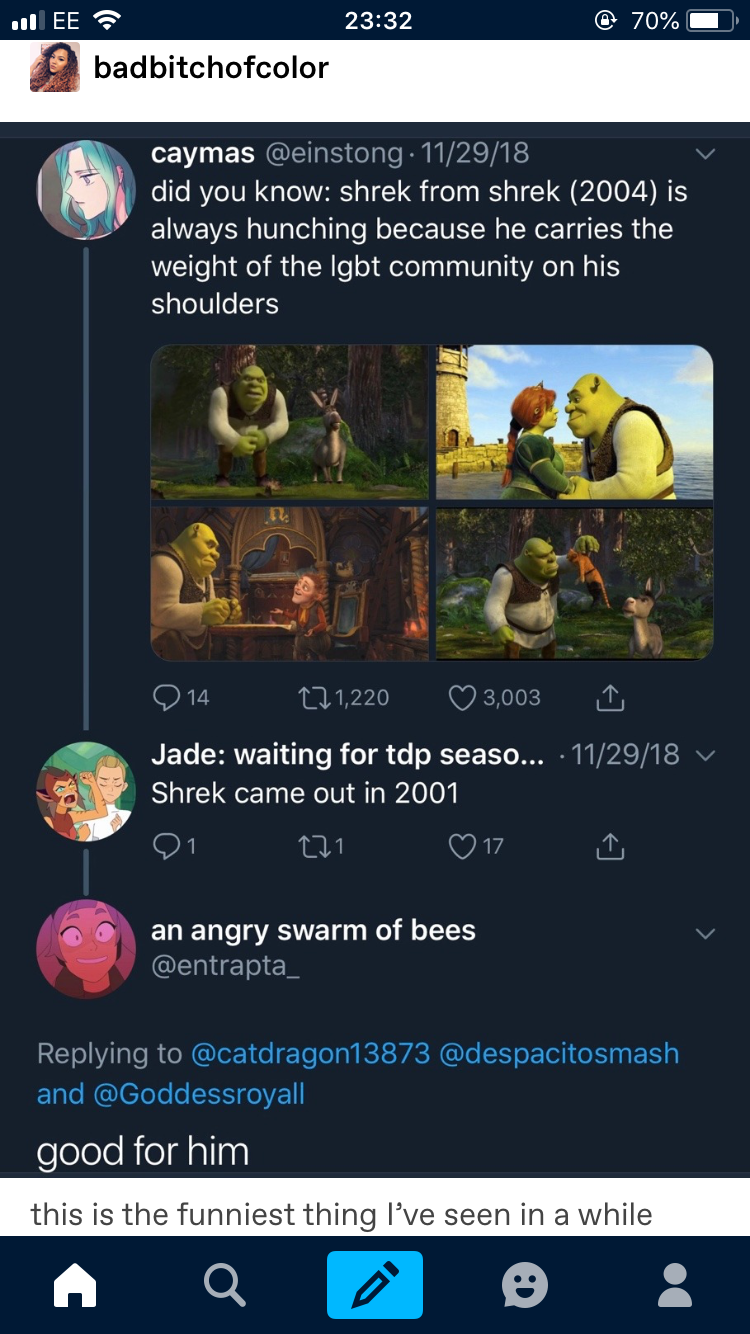 EE 23:32 70%
badbitchofcolor
caymas @einstong · 11/29/18
did you know: shrek from shrek (2004) is
always hunching because he carries the
weight of the lgbt community on his
shoulders
14 1,220 3,003
Jade: waiting for tdp seaso... · 11/29/18
Shrek came out in 2001
1 1 17
an angry swarm of bees
@entrapta_
Replying to @catdragon13873 @despacitosmash
and @Goddessroyall
good for him
this is the funniest thing I’ve seen in a while